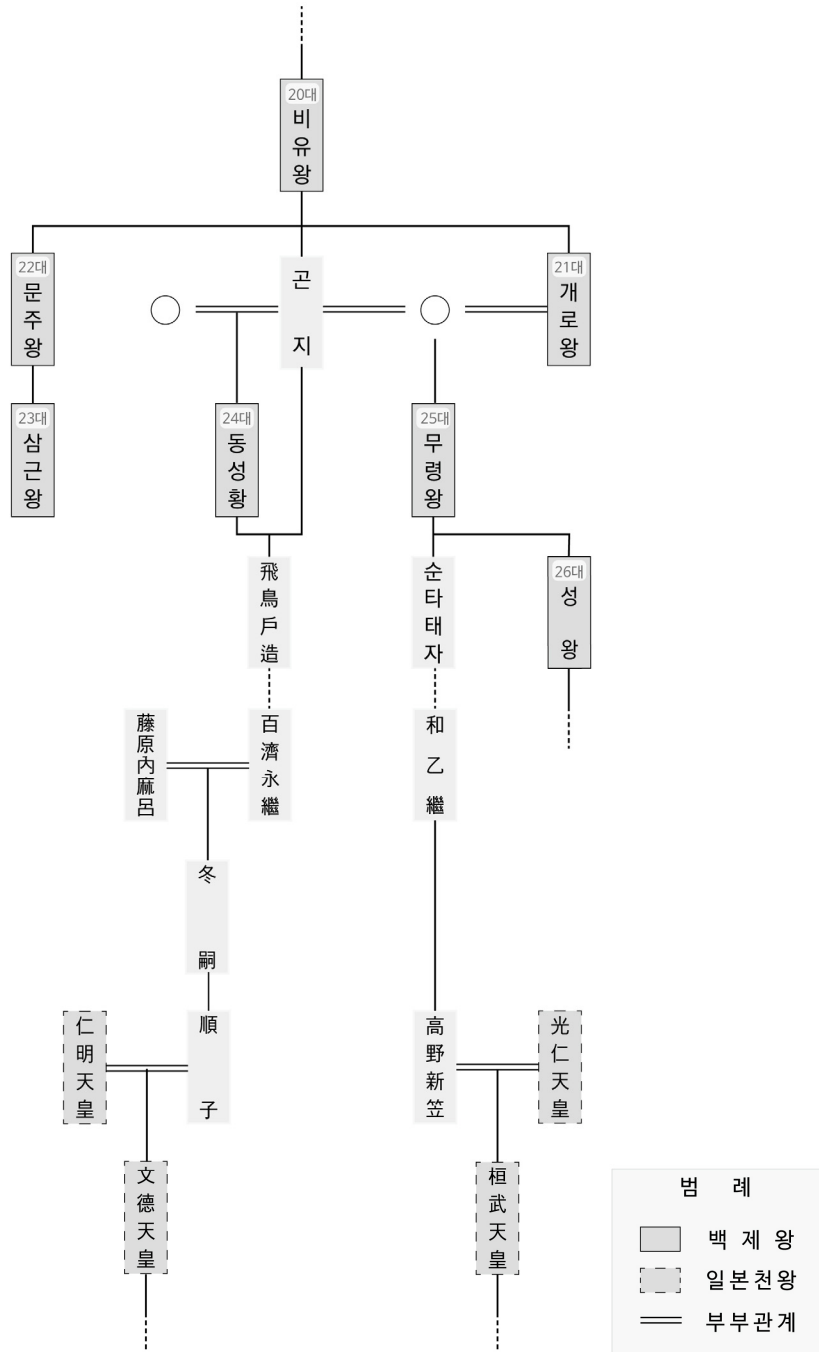 20대
비유왕
22대
문주왕
곤지
21대
개로왕
23대
삼근왕
24대
동성황
25대
무령왕
飛鳥戶造
순타태자
26대
성왕
藤原内麻呂
百濟永繼
和乙繼
冬嗣
仁明天皇
順子
高野新笠
光仁天皇
文德天皇
桓武天皇
범 례
백 제 왕
일본천왕
부부관계